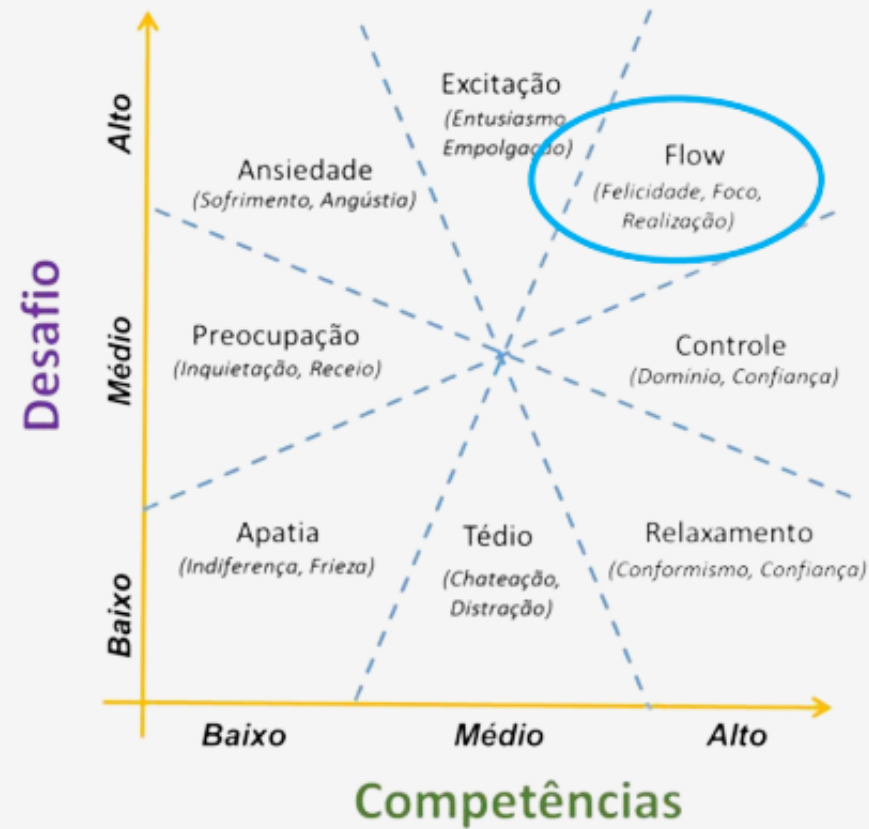 Desafio
Alto
Médio
Baixo
Excitação
(Entusiasmo,
Empolgação)
Flow
(Felicidade, Foco,
Realização)
Ansiedade
(Sofrimento, Angústia)
Preocupação
(Inquietação, Receio)
Controle
(Domínio, Confiança)
Apatia
(Indiferença, Frieza)
Tédio
(Chateação,
Distração)
Relaxamento
(Conformismo, Confiança)
Baixo
Médio
Alto
Competências